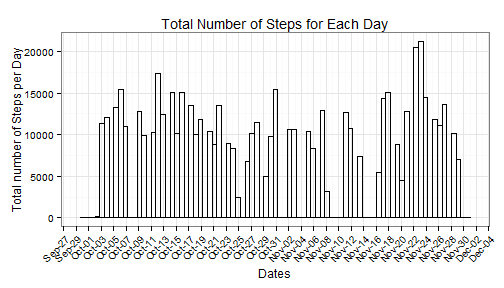 Total Number of Steps for Each Day
Total number of Steps per Day
20000
15000
10000
5000
0
Sep-27
Sep-29
Oct-01
Oct-03
Oct-05
Oct-07
Oct-09
Oct-11
Oct-13
Oct-15
Oct-17
Oct-19
Oct-21
Oct-23
Oct-25
Oct-27
Oct-29
Oct-31
Nov-02
Nov-04
Nov-06
Nov-08
Nov-10
Nov-12
Nov-14
Nov-16
Nov-18
Nov-20
Nov-22
Nov-24
Nov-26
Nov-28
Nov-30
Dec-02
Dec-04
Dates